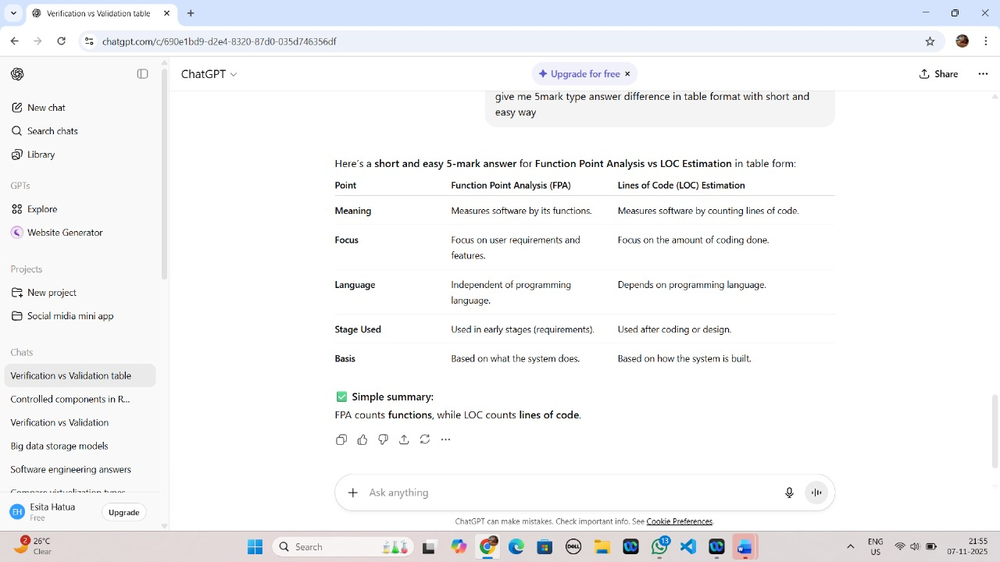 Verification vs Validation table
chatgpt.com/c/690e1bd9-d2e4-8320-87d0-035d746356df
ChatGPT
Upgrade for free
Share
New chat
Search chats
Library
GPTs
Explore
Website Generator
Projects
New project
Social midia mini app
Chats
Verification vs Validation table
Controlled components in R...
Verification vs Validation
Big data storage models
Software engineering answers
Compare virtualization types
EH
Esita Hatua
Free
Upgrade
give me 5mark type answer difference in table format with short and
easy way
Here's a short and easy 5-mark answer for Function Point Analysis vs LOC Estimation in table form:
Point Function Point Analysis (FPA) Lines of Code (LOC) Estimation
Meaning Measures software by its functions. Measures software by counting lines of code.
Focus Focus on user requirements and Focus on the amount of coding done.
features.
Language Independent of programming Depends on programming language.
language.
Stage Used Used in early stages (requirements). Used after coding or design.
Basis Based on what the system does. Based on how the system is built.
✅ Simple summary:
FPA counts functions, while LOC counts lines of code.
Ask anything
ChatGPT can make mistakes. Check important info. See Cookie Preferences.
2
26°C
Clear
Search
DELL
13
W
ENG
US
21:55
07-11-2025